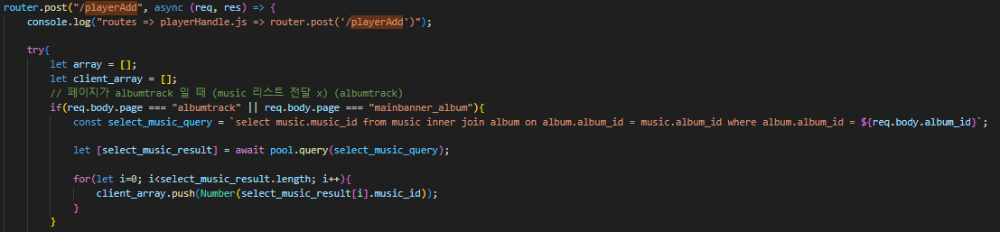 router.post("/playerAdd", async (req, res) => {
console.log("routes => playerHandle.js => router.post('/playerAdd')");
try{
let array = [];
let client_array = [];
// 페이지가 albumtrack 일 때 (music 리스트 전달 x) (albumtrack)
if(req.body.page === "albumtrack" || req.body.page === "mainbanner_album"){
const select_music_query = `select music.music_id from music inner join album on album.album_id = music.album_id where album.album_id = ${req.body.album_id}`;
let [select_music_result] = await pool.query(select_music_query);
for(let i=0; i<select_music_result.length; i++){
client_array.push(Number(select_music_result[i].music_id));
}
}